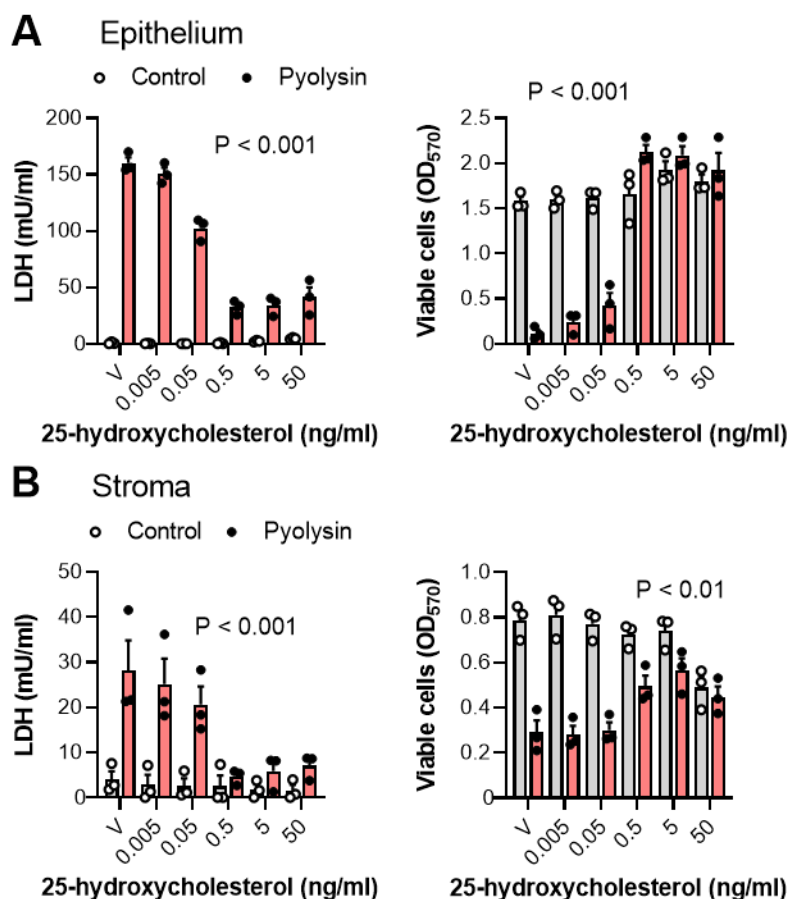 A Epithelium
Control Pyolysin
P < 0.001
LDH (mU/ml)
200
150
100
50
0
V 0.005 0.05 0.5 5 50
25-hydroxycholesterol (ng/ml)
P < 0.001
Viable cells (OD570)
2.5
2.0
1.5
1.0
0.5
0
V 0.005 0.05 0.5 5 50
25-hydroxycholesterol (ng/ml)
B Stroma
Control Pyolysin
P < 0.001
LDH (mU/ml)
50
40
30
20
10
0
V 0.005 0.05 0.5 5 50
25-hydroxycholesterol (ng/ml)
P < 0.01
Viable cells (OD570)
1.0
0.8
0.6
0.4
0.2
0
V 0.005 0.05 0.5 5 50
25-hydroxycholesterol (ng/ml)